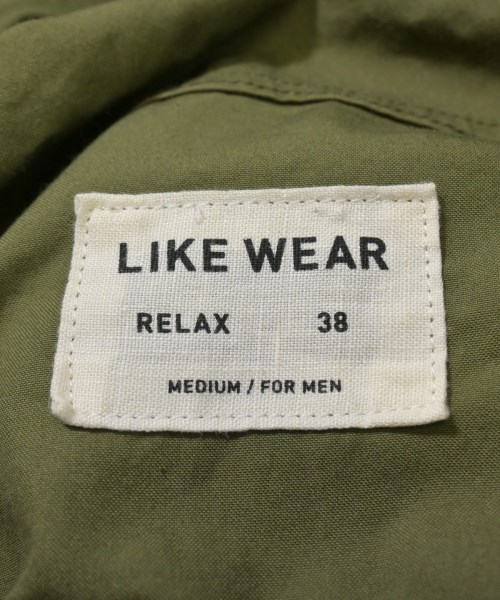 LIKE WEAR
RELAX 38
MEDIUM / FOR MEN